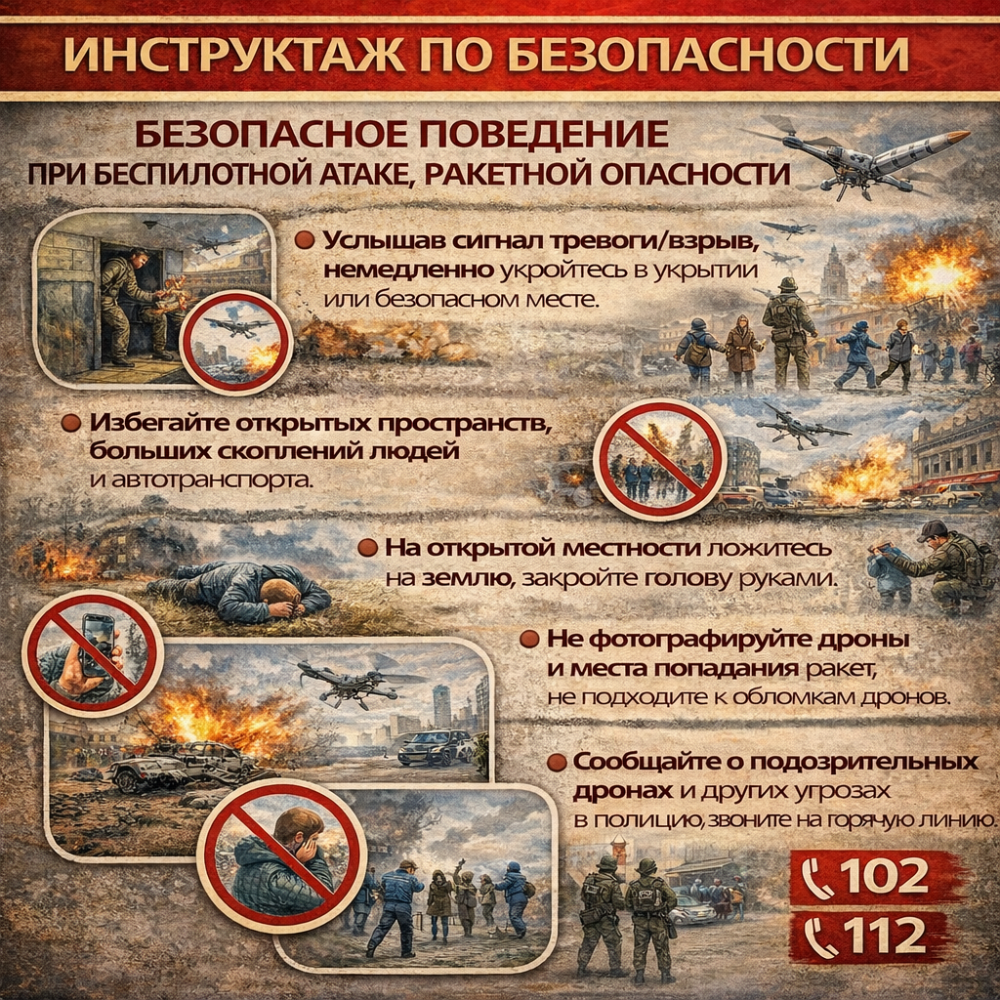 ИНСТРУКТАЖ ПО БЕЗОПАСНОСТИ
БЕЗОПАСНОЕ ПОВЕДЕНИЕ
ПРИ БЕСПИЛОТНОЙ АТАКЕ, РАКЕТНОЙ ОПАСНОСТИ
Услышав сигнал тревоги/взрыв,
немедленно укройтесь в укрытии
или безопасном месте.
Избегайте открытых пространств,
больших скоплений людей
и автотранспорта.
На открытой местности ложитесь
на землю, закройте голову руками.
Не фотографируйте дроны
и места попадания ракет,
не подходите к обломкам дронов.
Сообщайте о подозрительных
дронах и других угрозах
в полицию, звоните на горячую линию.
102
112